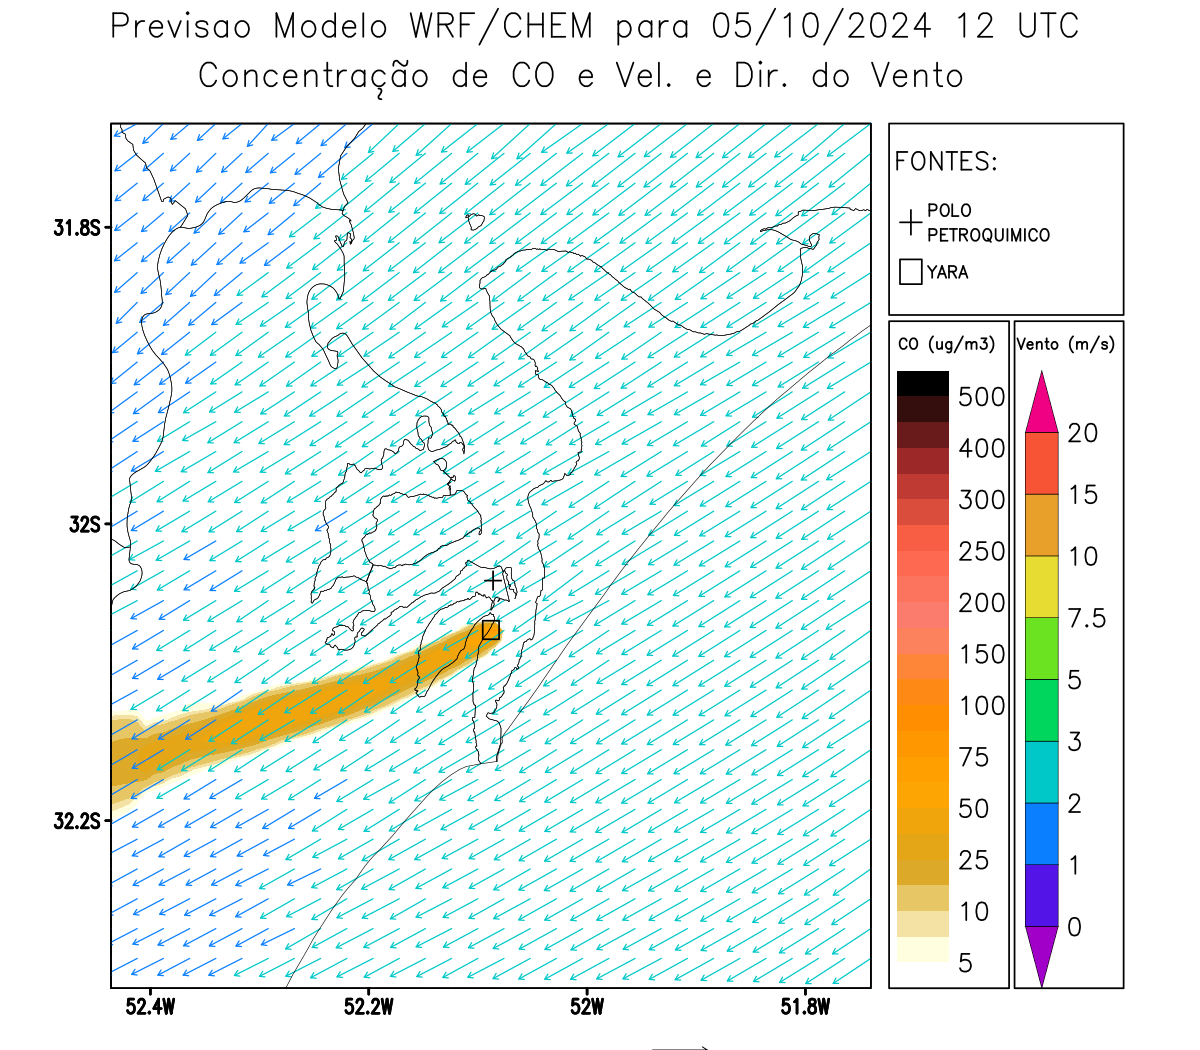 Previsao Modelo WRF/CHEM para 05/10/2024 12 UTC
Concentração de CO e Vel. e Dir. do Vento
FONTES:
POLO
PETROQUIMICO
YARA
CO (ug/m3)
500
400
300
250
200
150
100
75
50
25
10
5
Vento (m/s)
20
15
10
7.5
5
3
2
1
0
31.8S
32S
32.2S
52.4W
52.2W
52W
51.8W